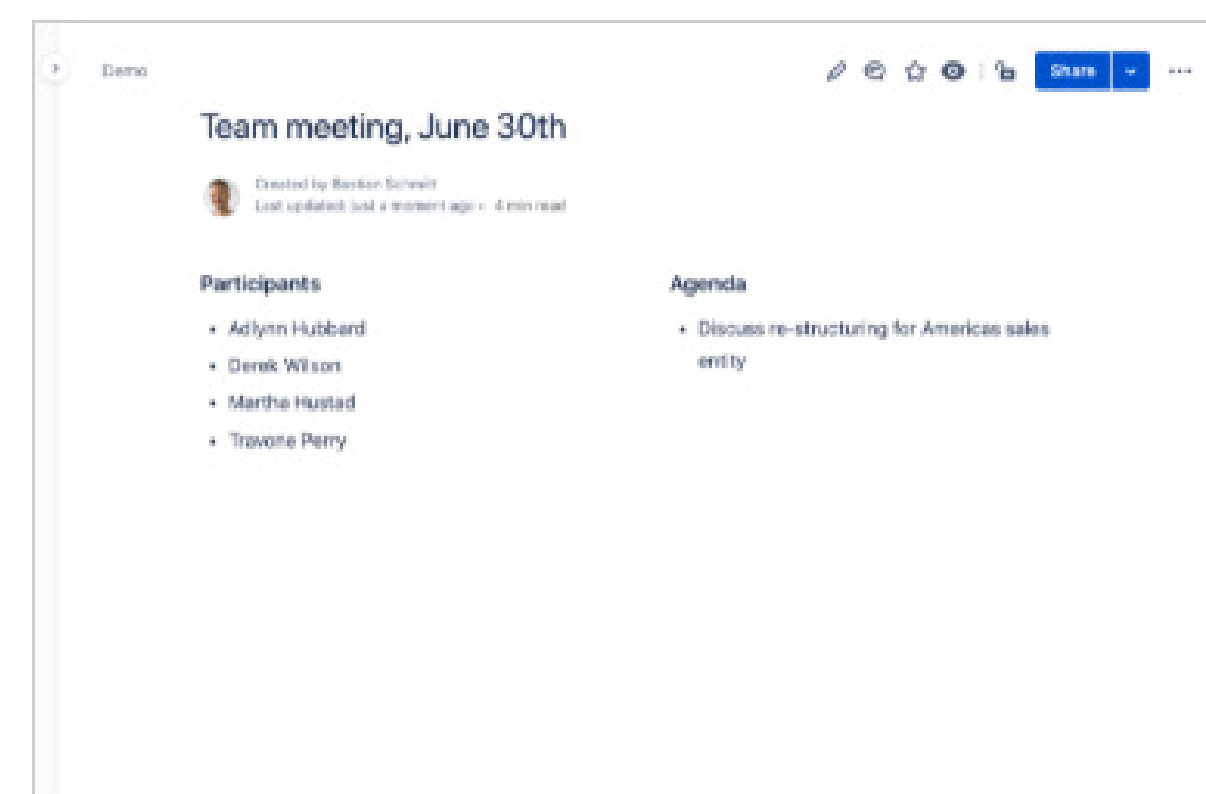 Demo
Share
Team meeting, June 30th
Created by Bastian Schmitt
Last updated: just a moment ago • 4 min read
Participants
• Adlynn Hubbard
• Derek Wilson
• Martha Hustad
• Travone Perry
Agenda
• Discuss re-structuring for Americas sales
entity